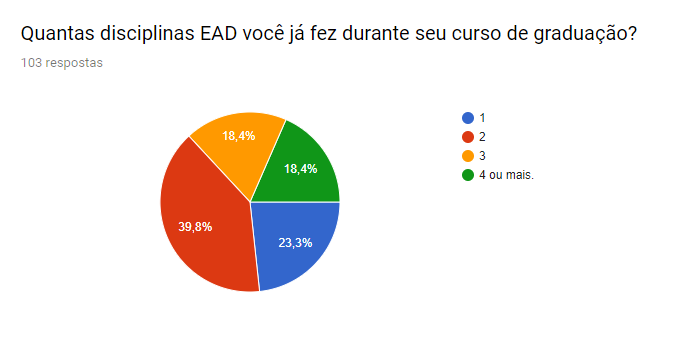 Quantas disciplinas EAD você já fez durante seu curso de graduação?
103 respostas
18,4%
18,4%
39,8%
23,3%
1
2
3
4 ou mais.